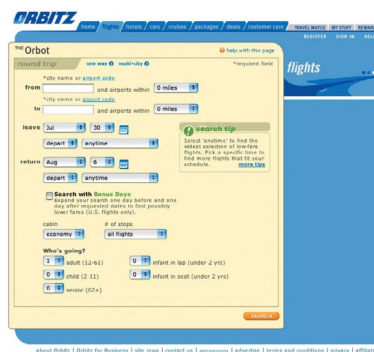 ORBITZ
home / flights / hotels / cars / cruises / packages / deals / customer care
TRAVEL WATCH MY STUFF
REGISTER SIGN IN
THE Orbot
help with this page
flights
round trip one way multi-city *required field
*city name or airport code
from and airports within 0 miles
*city name or airport code
to and airports within 0 miles
leave Jul 30
depart anytime
search tip
Select 'anytime' to find the
widest selection of low-fare
flights. Pick a specific time to
find more flights that fit your
schedule. more tips
return Aug 6
depart anytime
Search with Bonus Days
Expand your search one day before and one
day after requested dates to find possibly
lower fares (U.S. flights only).
cabin # of stops
economy all flights
Who's going?
1 adult (12-61) 0 infant in lap (under 2 yrs)
0 child (2-11) 0 infant in seat (under 2 yrs)
0 senior (62+)
SEARCH
about Orbitz | Orbitz for Business | site map | contact us | | advertise | terms and conditions | privacy |